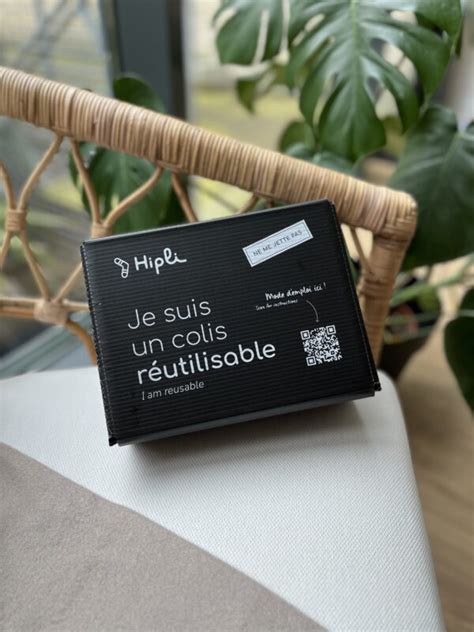 Hipli
NE ME JETTE PAS
Je suis
un colis
réutilisable
I am reusable
Mode d'emploi ici !
Scan for instructions